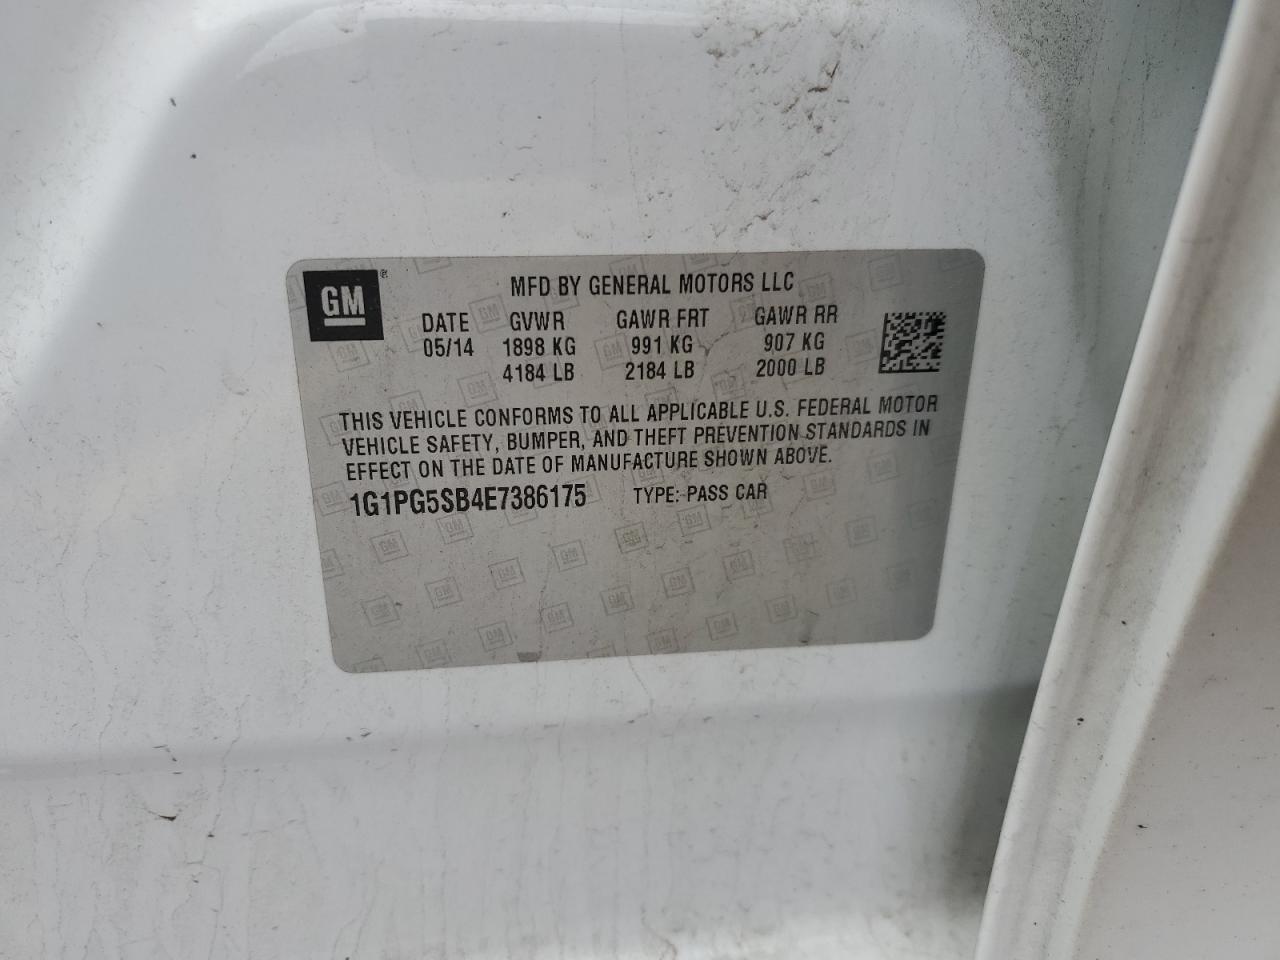 GM®
MFD BY GENERAL MOTORS LLC
DATE GVWR GAWR FRT GAWR RR
05/14 1898 KG 991 KG 907 KG
4184 LB 2184 LB 2000 LB
THIS VEHICLE CONFORMS TO ALL APPLICABLE U.S. FEDERAL MOTOR
VEHICLE SAFETY, BUMPER, AND THEFT PREVENTION STANDARDS IN
EFFECT ON THE DATE OF MANUFACTURE SHOWN ABOVE.
1G1PG5SB4E7386175 TYPE: PASS CAR